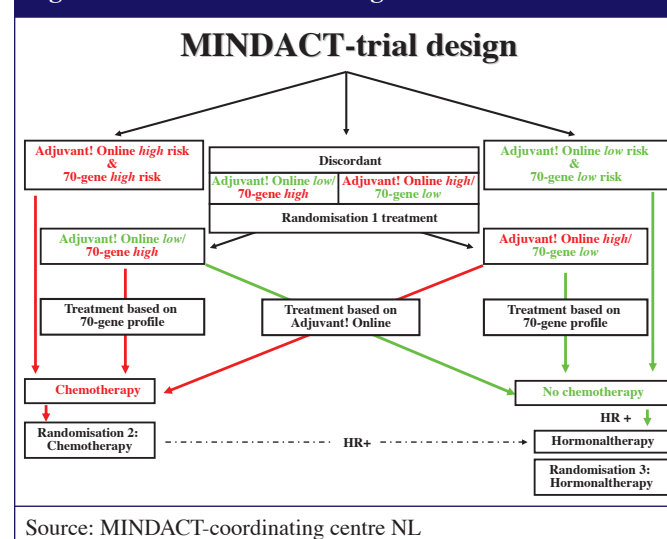 MINDACT-trial design
Adjuvant! Online high risk
&
70-gene high risk
Discordant
Adjuvant! Online low/
70-gene high
Adjuvant! Online high/
70-gene low
Randomisation 1 treatment
Adjuvant! Online low risk
&
70-gene low risk
Adjuvant! Online low/
70-gene high
Adjuvant! Online high/
70-gene low
Treatment based on
70-gene profile
Treatment based on
Adjuvant! Online
Treatment based on
70-gene profile
Chemotherapy
No chemotherapy
HR +
Randomisation 2:
Chemotherapy
HR+
Hormonaltherapy
Randomisation 3:
Hormonaltherapy
Source: MINDACT-coordinating centre NL